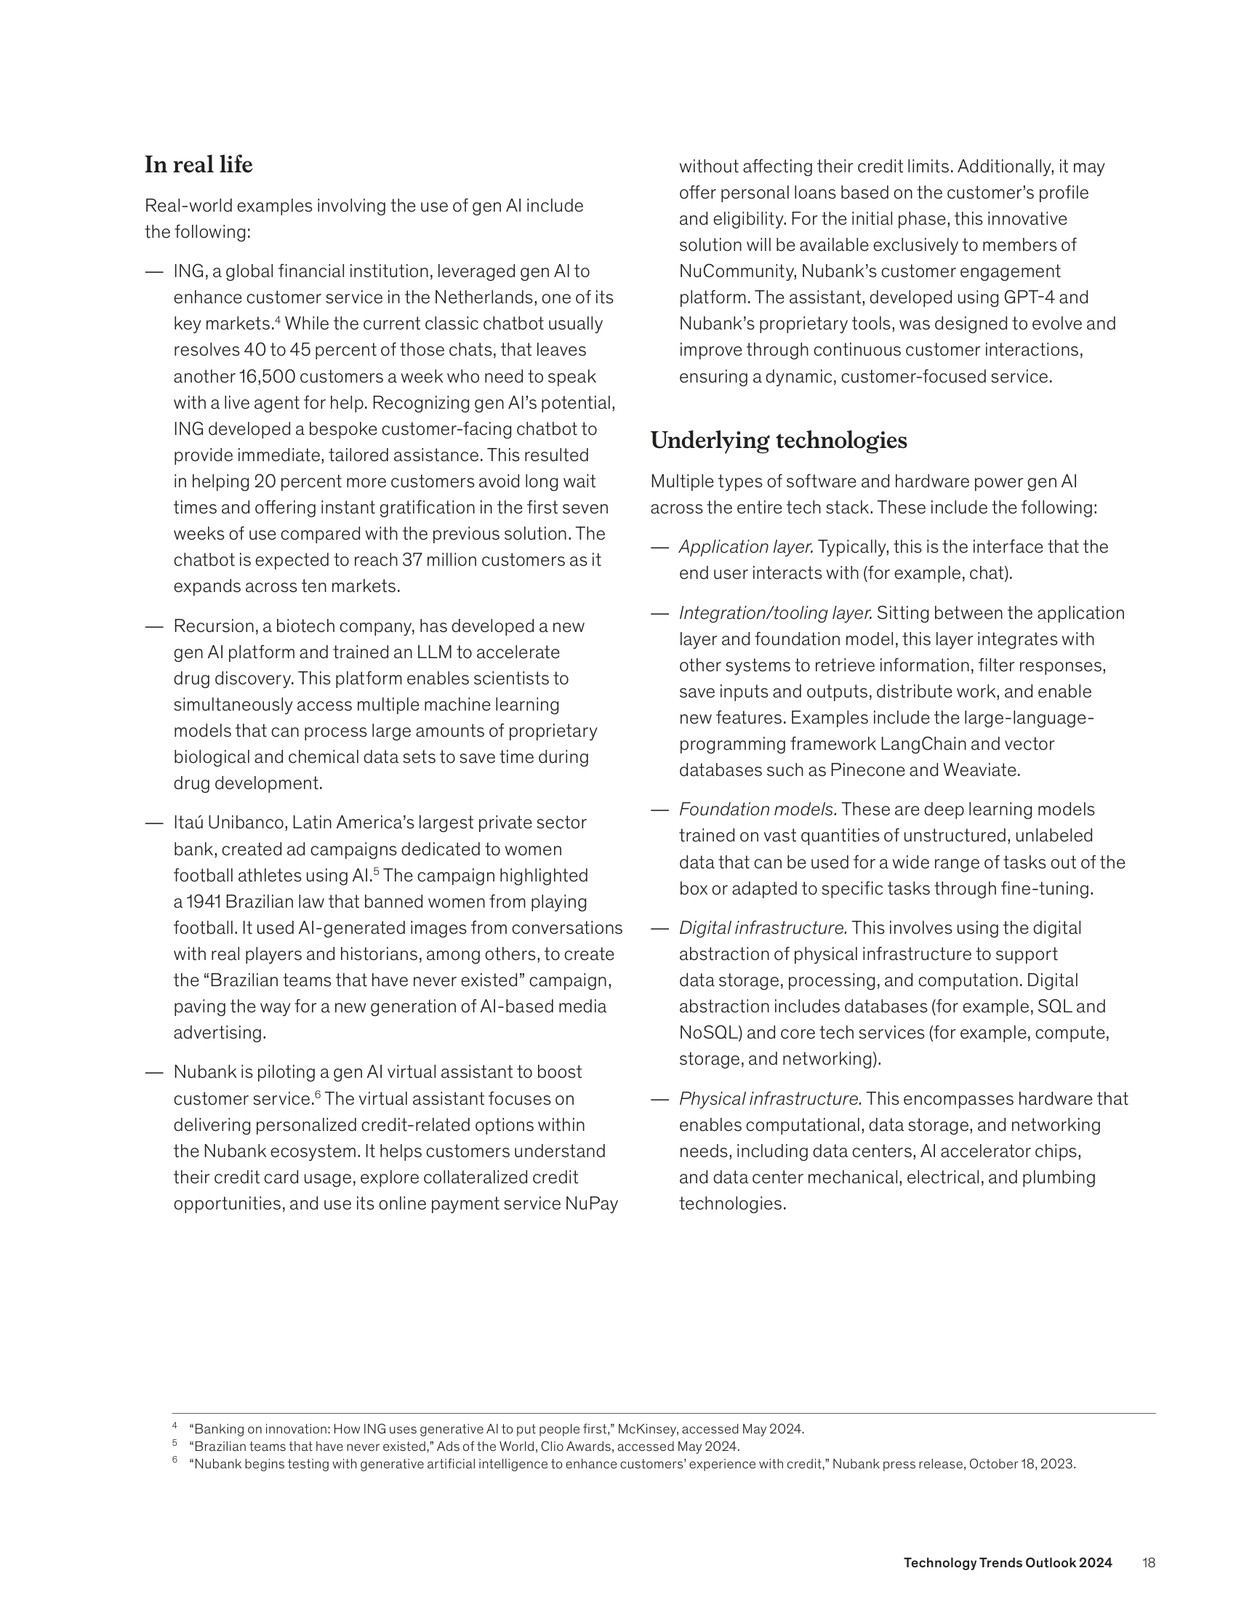 In real life
Real-world examples involving the use of gen AI include
the following:
— ING, a global financial institution, leveraged gen AI to
enhance customer service in the Netherlands, one of its
key markets.4 While the current classic chatbot usually
resolves 40 to 45 percent of those chats, that leaves
another 16,500 customers a week who need to speak
with a live agent for help. Recognizing gen AI’s potential,
ING developed a bespoke customer-facing chatbot to
provide immediate, tailored assistance. This resulted
in helping 20 percent more customers avoid long wait
times and offering instant gratification in the first seven
weeks of use compared with the previous solution. The
chatbot is expected to reach 37 million customers as it
expands across ten markets.
— Recursion, a biotech company, has developed a new
gen AI platform and trained an LLM to accelerate
drug discovery. This platform enables scientists to
simultaneously access multiple machine learning
models that can process large amounts of proprietary
biological and chemical data sets to save time during
drug development.
— Itaú Unibanco, Latin America’s largest private sector
bank, created ad campaigns dedicated to women
football athletes using AI.5 The campaign highlighted
a 1941 Brazilian law that banned women from playing
football. It used AI-generated images from conversations
with real players and historians, among others, to create
the “Brazilian teams that have never existed” campaign,
paving the way for a new generation of AI-based media
advertising.
— Nubank is piloting a gen AI virtual assistant to boost
customer service.6 The virtual assistant focuses on
delivering personalized credit-related options within
the Nubank ecosystem. It helps customers understand
their credit card usage, explore collateralized credit
opportunities, and use its online payment service NuPay
without affecting their credit limits. Additionally, it may
offer personal loans based on the customer’s profile
and eligibility. For the initial phase, this innovative
solution will be available exclusively to members of
NuCommunity, Nubank’s customer engagement
platform. The assistant, developed using GPT-4 and
Nubank’s proprietary tools, was designed to evolve and
improve through continuous customer interactions,
ensuring a dynamic, customer-focused service.
Underlying technologies
Multiple types of software and hardware power gen AI
across the entire tech stack. These include the following:
— Application layer. Typically, this is the interface that the
end user interacts with (for example, chat).
— Integration/tooling layer. Sitting between the application
layer and foundation model, this layer integrates with
other systems to retrieve information, filter responses,
save inputs and outputs, distribute work, and enable
new features. Examples include the large-language-
programming framework LangChain and vector
databases such as Pinecone and Weaviate.
— Foundation models. These are deep learning models
trained on vast quantities of unstructured, unlabeled
data that can be used for a wide range of tasks out of the
box or adapted to specific tasks through fine-tuning.
— Digital infrastructure. This involves using the digital
abstraction of physical infrastructure to support
data storage, processing, and computation. Digital
abstraction includes databases (for example, SQL and
NoSQL) and core tech services (for example, compute,
storage, and networking).
— Physical infrastructure. This encompasses hardware that
enables computational, data storage, and networking
needs, including data centers, AI accelerator chips,
and data center mechanical, electrical, and plumbing
technologies.
4 “Banking on innovation: How ING uses generative AI to put people first,” McKinsey, accessed May 2024.
5 “Brazilian teams that have never existed,” Ads of the World, Clio Awards, accessed May 2024.
6 “Nubank begins testing with generative artificial intelligence to enhance customers’ experience with credit,” Nubank press release, October 18, 2023.
Technology Trends Outlook 2024 18